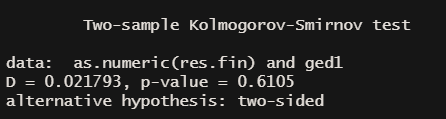 Two-sample Kolmogorov-Smirnov test
data:  as.numeric(res.fin) and ged1
D = 0.021793, p-value = 0.6105
alternative hypothesis: two-sided